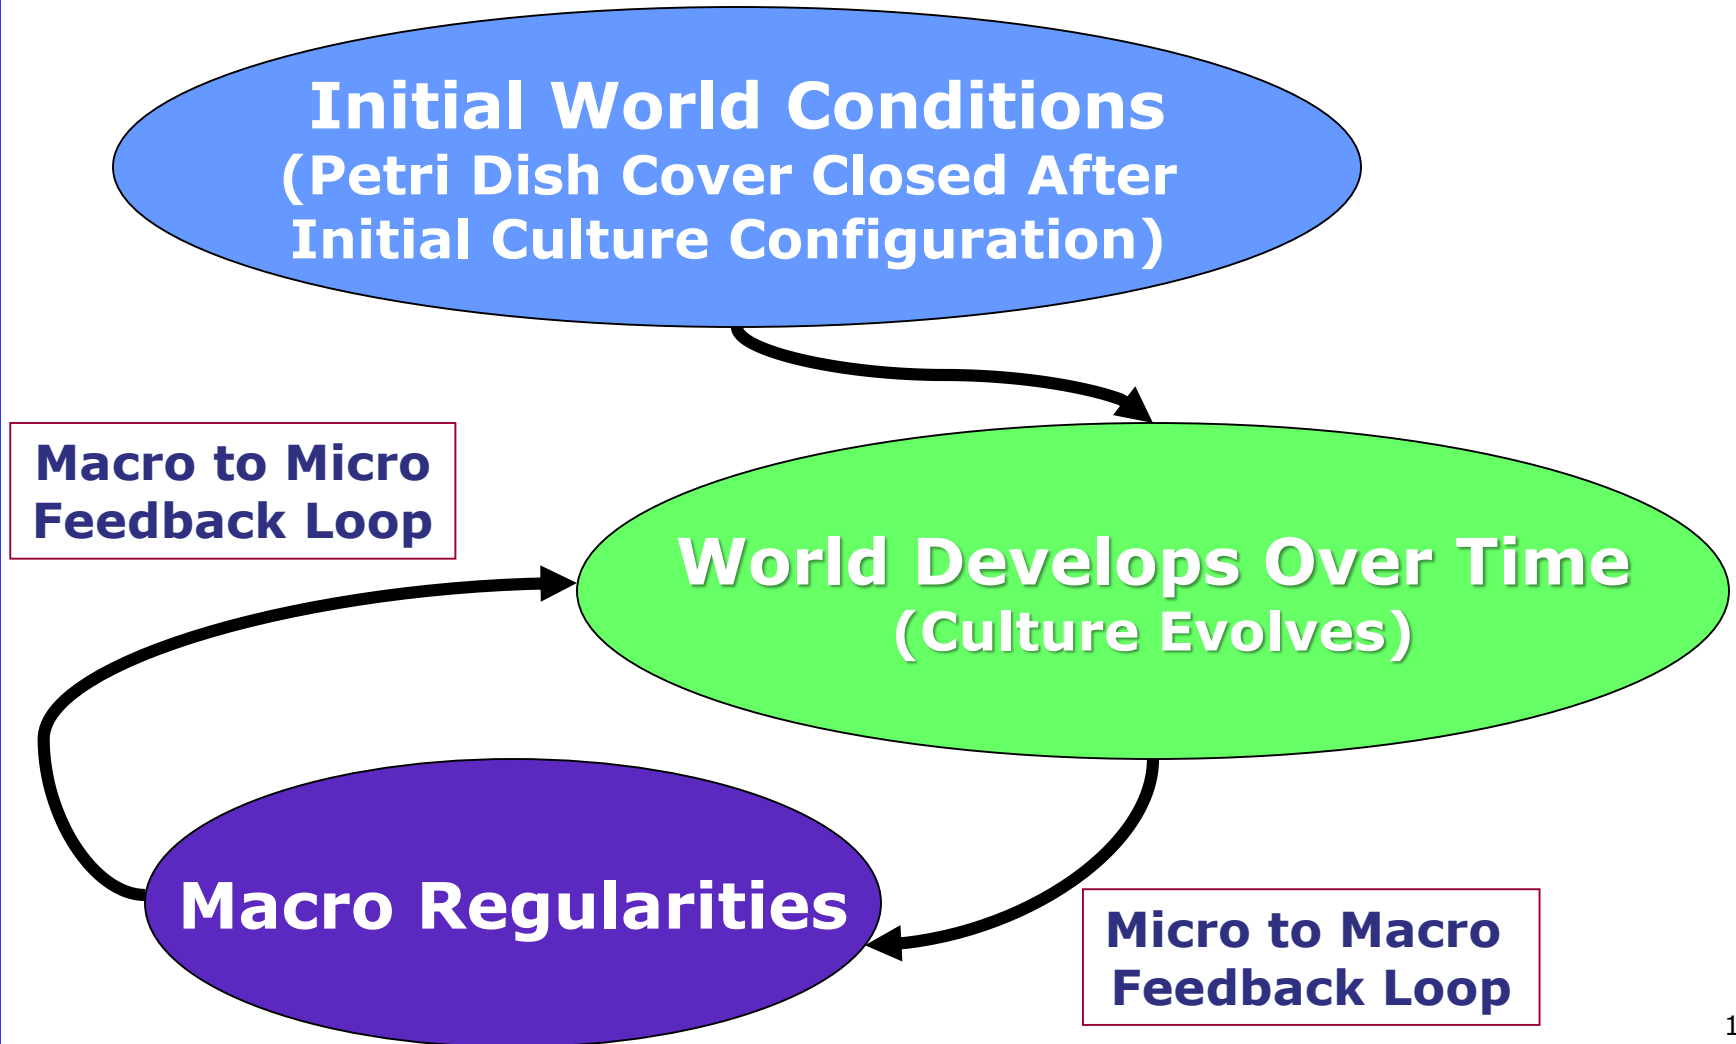 Initial World Conditions
(Petri Dish Cover Closed After
Initial Culture Configuration)
Macro to Micro
Feedback Loop
World Develops Over Time
(Culture Evolves)
Macro Regularities
Micro to Macro
Feedback Loop
1